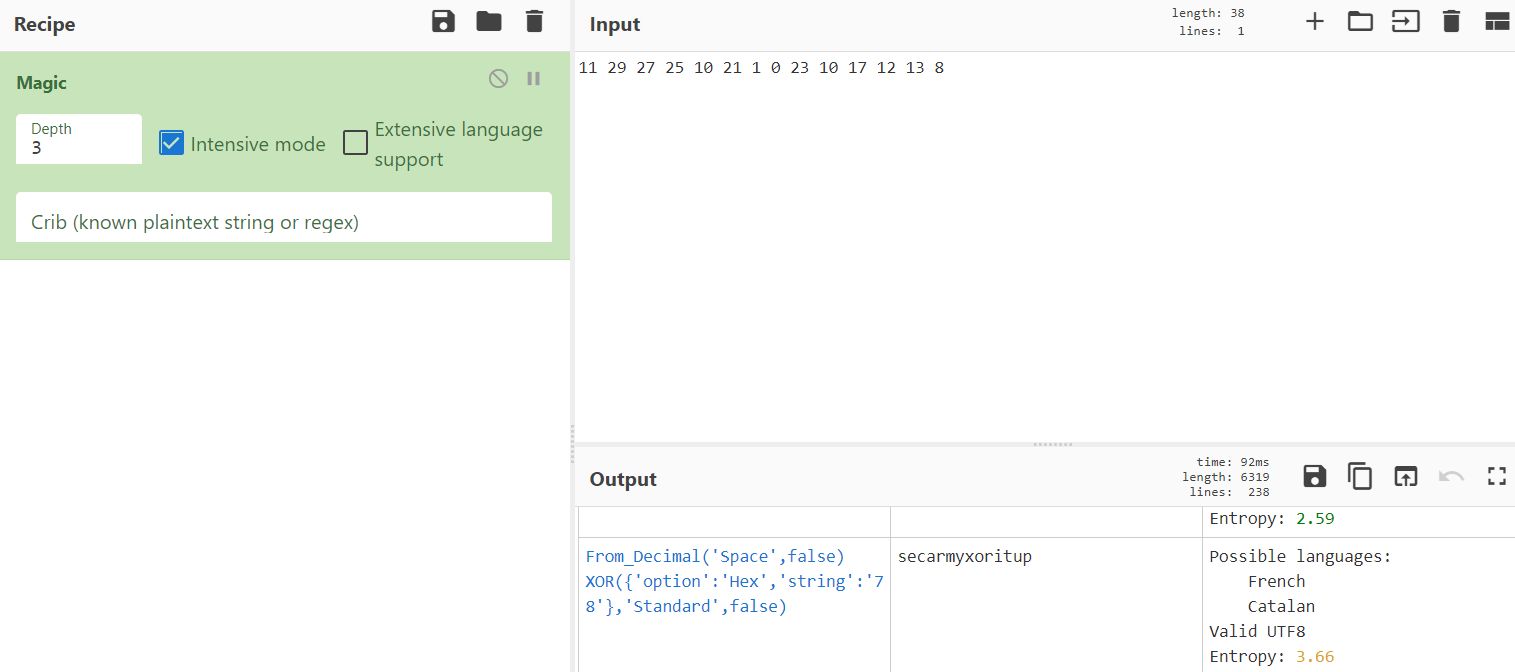 Recipe
Magic
Depth
3
Intensive mode
Extensive language
support
Crib (known plaintext string or regex)
Input
length: 38
lines: 1
11 29 27 25 10 21 1 0 23 10 17 12 13 8
Output
time: 92ms
length: 6319
lines: 238
Entropy: 2.59
From_Decimal('Space',false)
XOR({'option':'Hex','string':'7
8'},'Standard',false)
secarmyxoritup
Possible languages:
French
Catalan
Valid UTF8
Entropy: 3.66